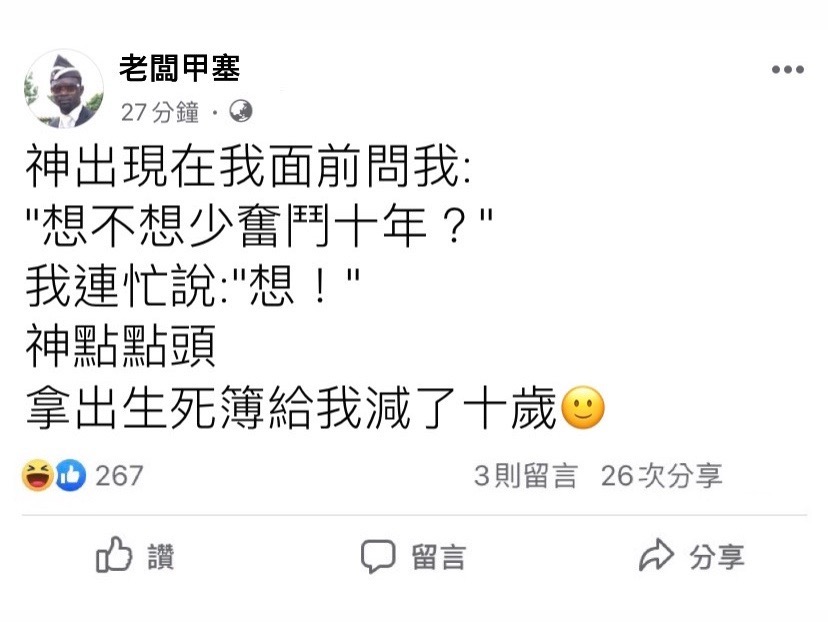 老闆甲塞
27分鐘 ·
神出現在我面前問我:
"想不想少奮鬥十年？"
我連忙說:"想！"
神點點頭
拿出生死簿給我減了十歲🙂
267 3則留言 26次分享
讚 留言 分享